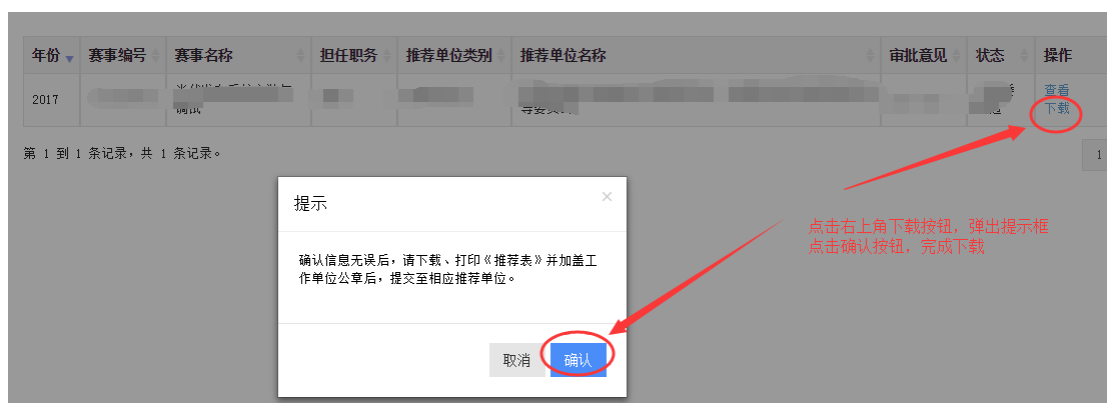 年份 赛事编号 赛事名称 担任职务 推荐单位类别 推荐单位名称 审批意见 状态 操作
2017
查看
下载
第 1 到 1 条记录，共 1 条记录。
1
提示
×
确认信息无误后，请下载、打印《推荐表》并加盖工
作单位公章后，提交至相应推荐单位。
取消 确认
点击右上角下载按钮，弹出提示框
点击确认按钮，完成下载